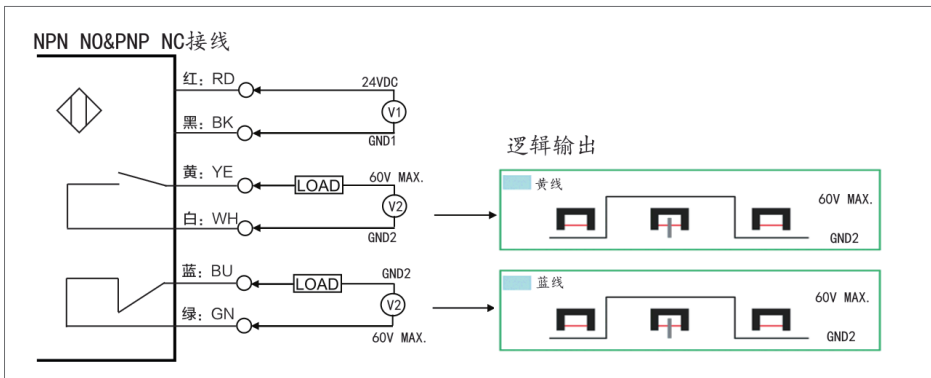 NPN NO&PNP NC接线
红: RD
24VDC
V1
黑: BK
GND1
黄: YE
LOAD
60V MAX.
V2
白: WH
GND2
蓝: BU
LOAD
GND2
V2
绿: GN
60V MAX.
逻辑输出
黄线
60V MAX.
GND2
蓝线
60V MAX.
GND2